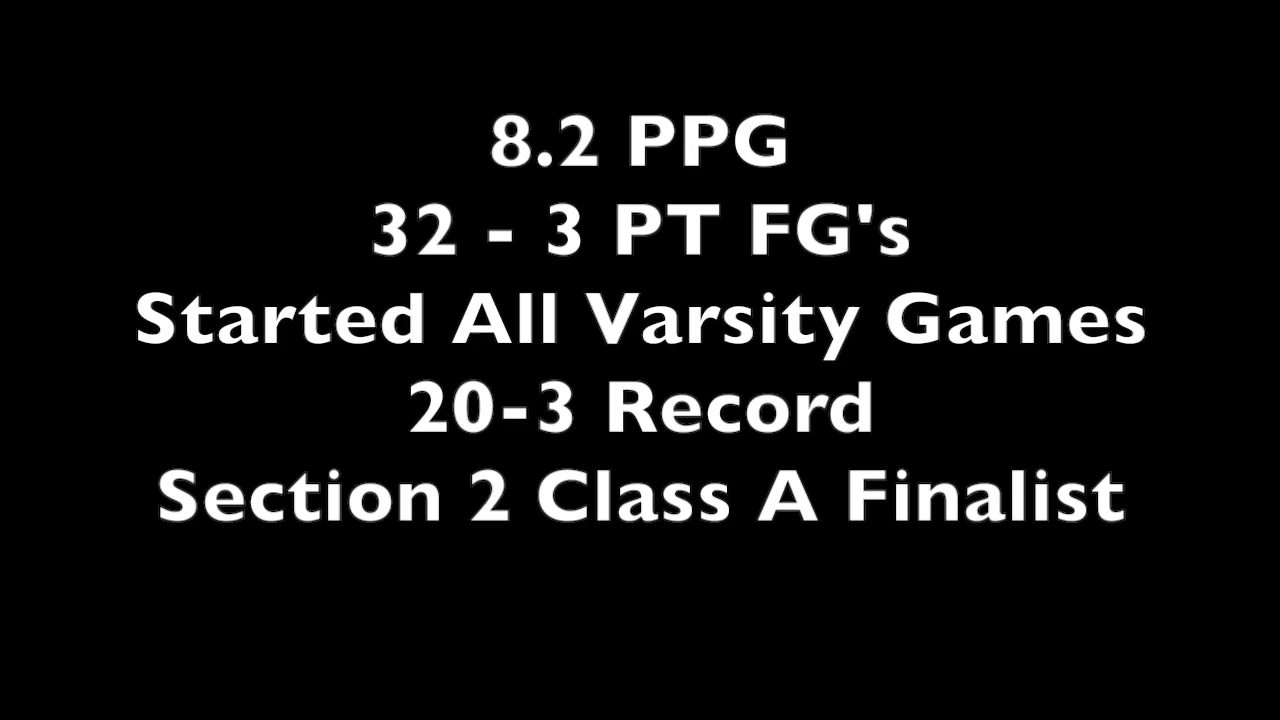 8.2 PPG
32 - 3 PT FG's
Started All Varsity Games
20-3 Record
Section 2 Class A Finalist